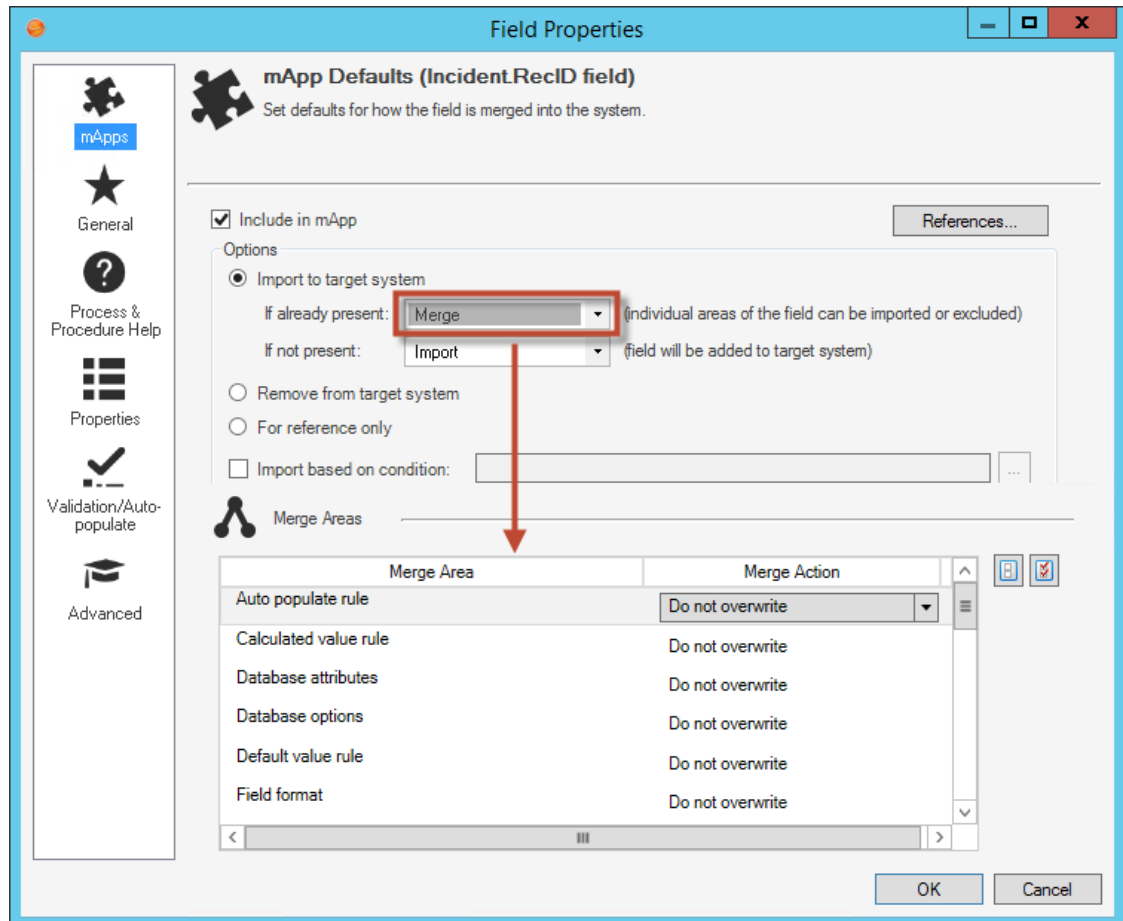 Field Properties
mApps
General
Process &
Procedure Help
Properties
Validation/Auto-
populate
Advanced
mApp Defaults (Incident.RecID field)
Set defaults for how the field is merged into the system.
Include in mApp
References...
Options
Import to target system
If already present: Merge (individual areas of the field can be imported or excluded)
If not present: Import (field will be added to target system)
Remove from target system
For reference only
Import based on condition: ...
Merge Areas
Merge Area Merge Action
Auto populate rule Do not overwrite
Calculated value rule Do not overwrite
Database attributes Do not overwrite
Database options Do not overwrite
Default value rule Do not overwrite
Field format Do not overwrite
OK Cancel